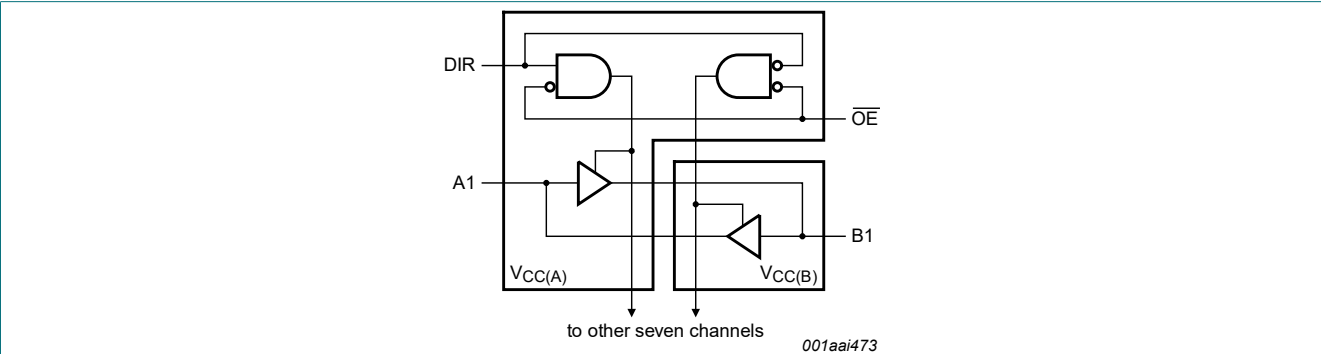 DIR
OE
A1
B1
VCC(A)
VCC(B)
to other seven channels
001aai473